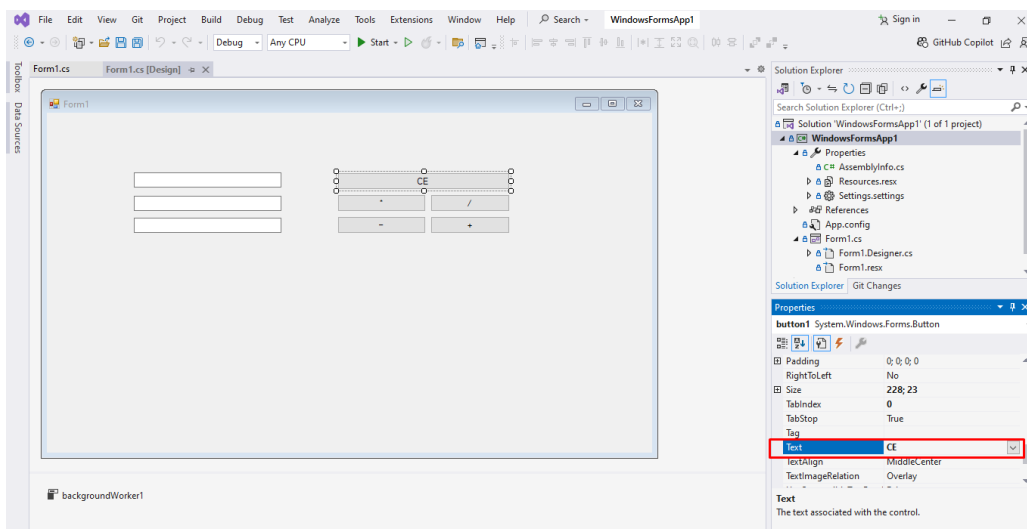 File Edit View Git Project Build Debug Test Analyze Tools Extensions Window Help Search WindowsFormsApp1 Sign in
Debug Any CPU Start GitHub Copilot
Toolbox
Data Sources
Form1.cs Form1.cs [Design]
Form1
CE
* /
- +
backgroundWorker1
Solution Explorer
Search Solution Explorer (Ctrl+;)
Solution 'WindowsFormsApp1' (1 of 1 project)
WindowsFormsApp1
Properties
C# AssemblyInfo.cs
Resources.resx
Settings.settings
References
App.config
Form1.cs
Form1.Designer.cs
Form1.resx
Solution Explorer Git Changes
Properties
button1 System.Windows.Forms.Button
Padding 0; 0; 0; 0
RightToLeft No
Size 228; 23
TabIndex 0
TabStop True
Tag
Text CE
TextAlign MiddleCenter
TextImageRelation Overlay
Text
The text associated with the control.